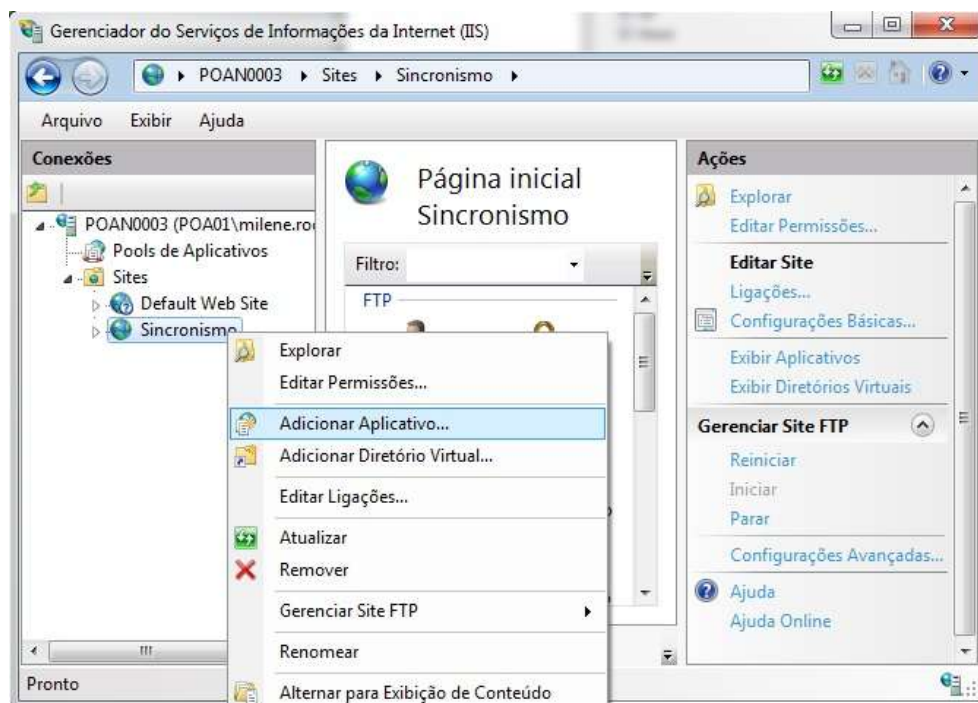 Gerenciador do Serviços de Informações da Internet (IIS)
POAN0003 Sites Sincronismo
Arquivo Exibir Ajuda
Conexões
POAN0003 (POA01\milene.ro
Pools de Aplicativos
Sites
Default Web Site
Sincronismo
Página inicial
Sincronismo
Filtro:
FTP
Explorar
Editar Permissões...
Adicionar Aplicativo...
Adicionar Diretório Virtual...
Editar Ligações...
Atualizar
Remover
Gerenciar Site FTP
Renomear
Alternar para Exibição de Conteúdo
Ações
Explorar
Editar Permissões...
Editar Site
Ligações...
Configurações Básicas...
Exibir Aplicativos
Exibir Diretórios Virtuais
Gerenciar Site FTP
Reiniciar
Iniciar
Parar
Configurações Avançadas...
Ajuda
Ajuda Online
Pronto